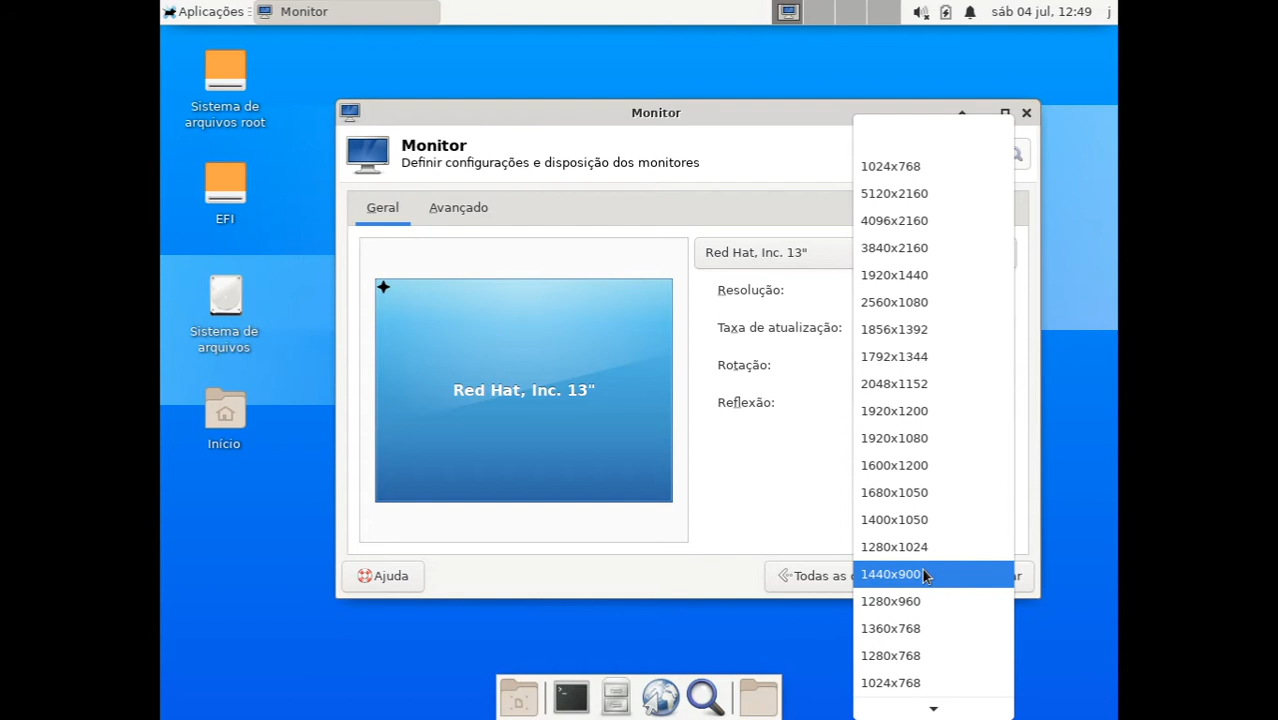 Aplicações
Monitor
sáb 04 jul, 12:49
j
Sistema de
arquivos root
EFI
Sistema de
arquivos
Início
Monitor
Monitor
Definir configurações e disposição dos monitores
Geral
Avançado
Red Hat, Inc. 13"
Red Hat, Inc. 13"
Resolução:
Taxa de atualização:
Rotação:
Reflexão:
1024x768
5120x2160
4096x2160
3840x2160
1920x1440
2560x1080
1856x1392
1792x1344
2048x1152
1920x1200
1920x1080
1600x1200
1680x1050
1400x1050
1280x1024
1440x900
1280x960
1360x768
1280x768
1024x768
Ajuda
Todas as